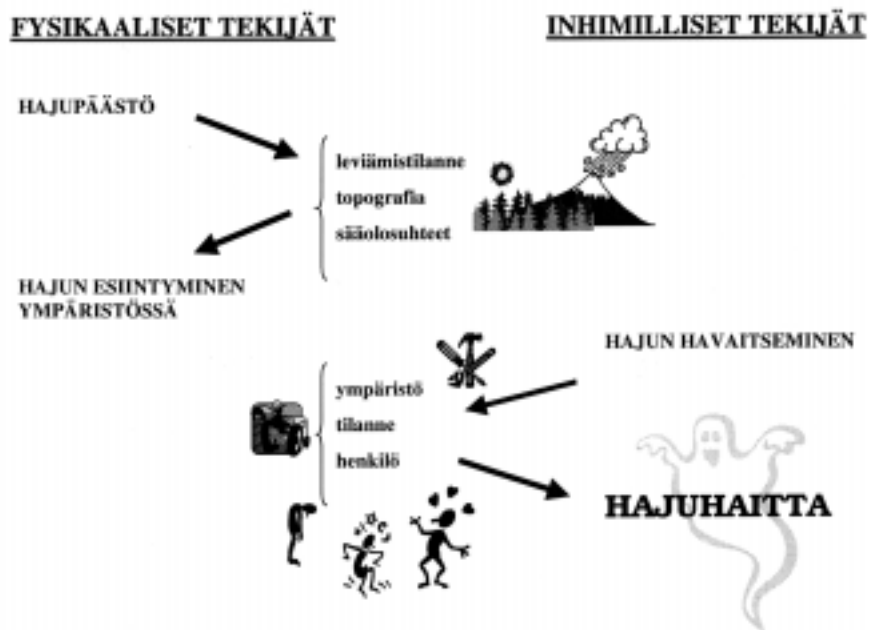 FYSIKAALISET TEKIJÄT
INHIMILLISET TEKIJÄT
HAJUPÄÄSTÖ
leviämistilanne
topografia
sääolosuhteet
HAJUN ESIINTYMINEN
YMPÄRISTÖSSÄ
HAJUN HAVAITSEMINEN
ympäristö
tilanne
henkilö
HAJUHAITTA